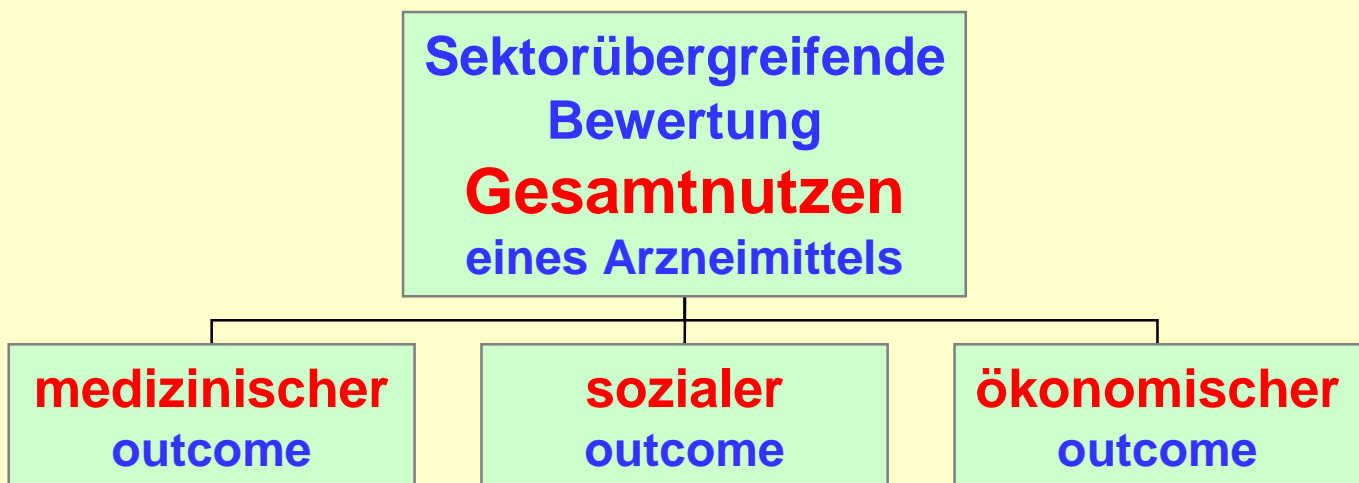 Sektorübergreifende
Bewertung
Gesamtnutzen
eines Arzneimittels
medizinischer
outcome
sozialer
outcome
ökonomischer
outcome